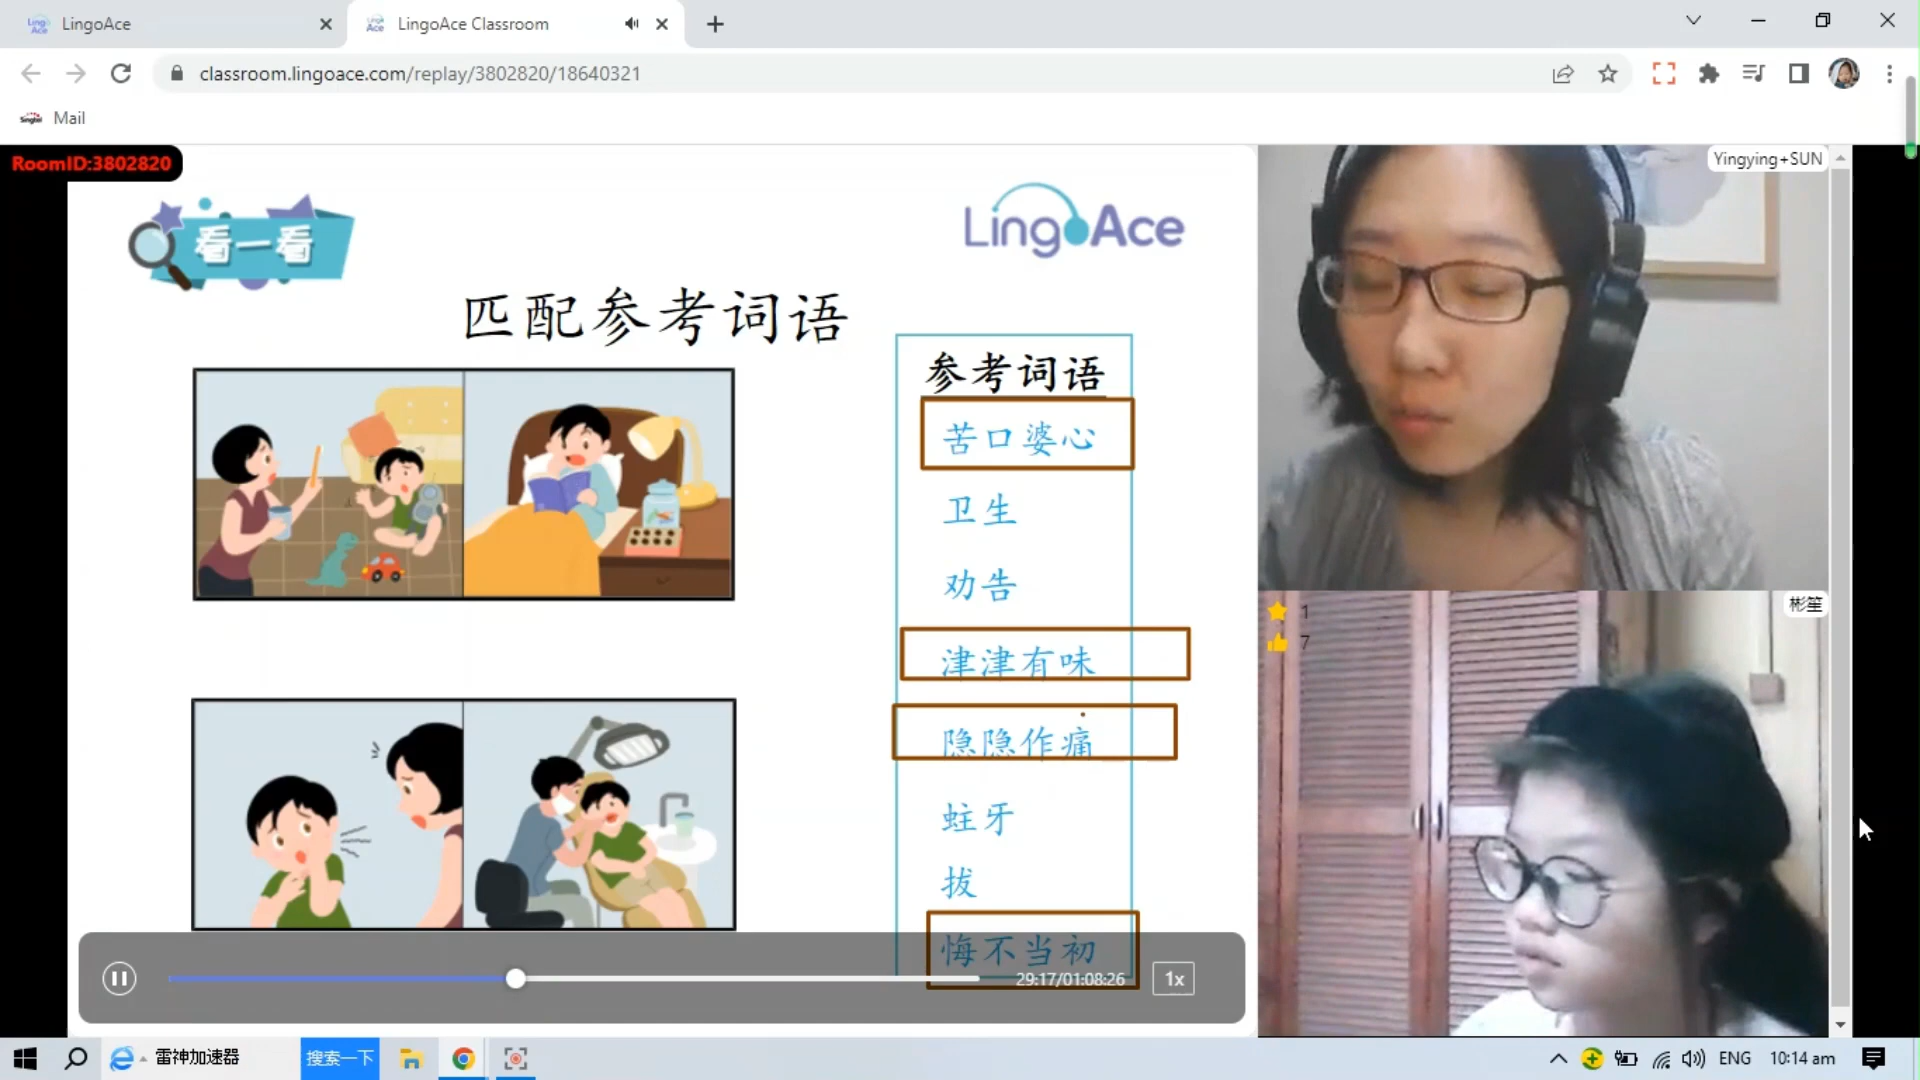 LingoAce
LingoAce Classroom
classroom.lingoace.com/replay/3802820/18640321
Singtel Mail
RoomID:3802820
看一看
LingoAce
Yingying+SUN
匹配参考词语
参考词语
苦口婆心
卫生
劝告
津津有味
隐隐作痛
蛀牙
拔
悔不当初
彬笙
1
7
29:17/01:08:26
1x
雷神加速器
搜索一下
ENG
10:14 am